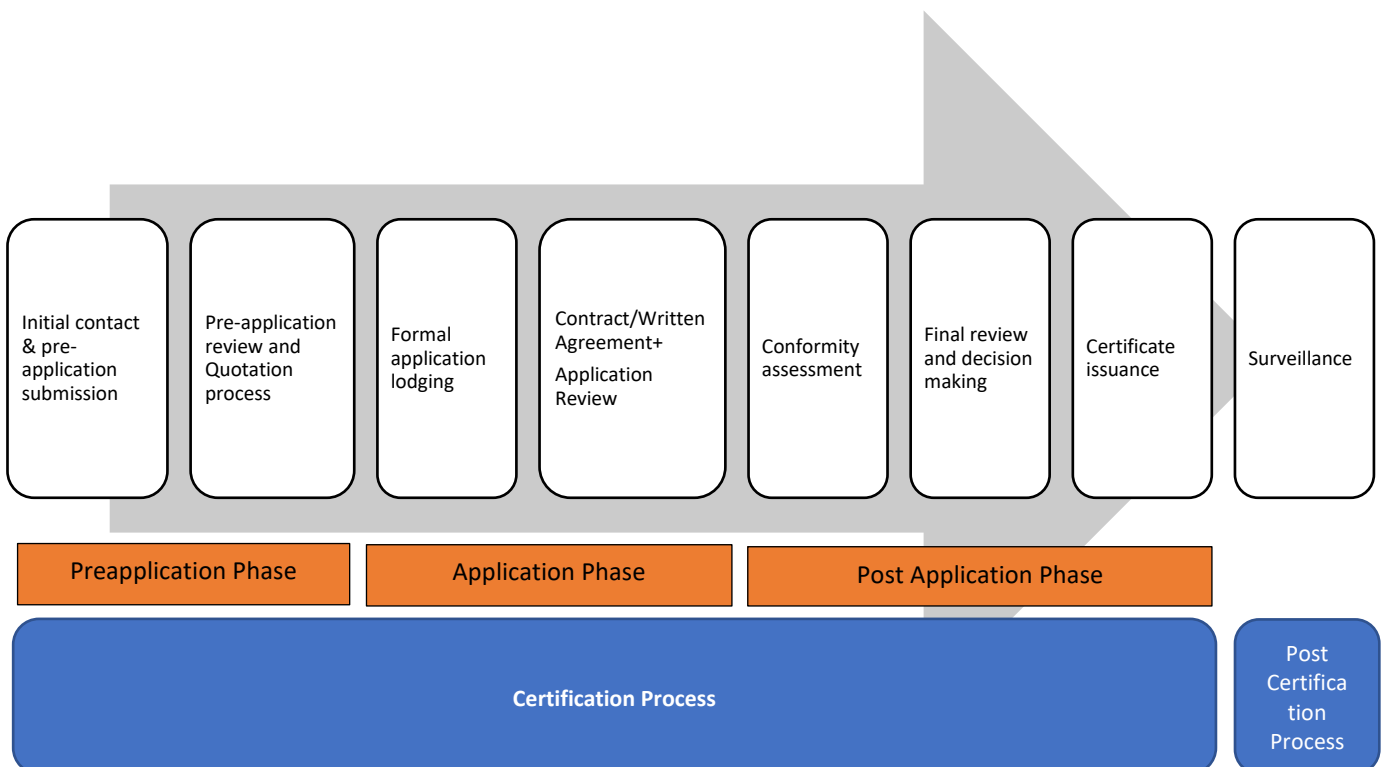 Initial contact
& pre-
application
submission
Pre-application
review and
Quotation
process
Formal
application
lodging
Contract/Written
Agreement+
Application
Review
Conformity
assessment
Final review
and decision
making
Certificate
issuance
Surveillance
Preapplication Phase
Application Phase
Post Application Phase
Certification Process
Post
Certifica
tion
Process